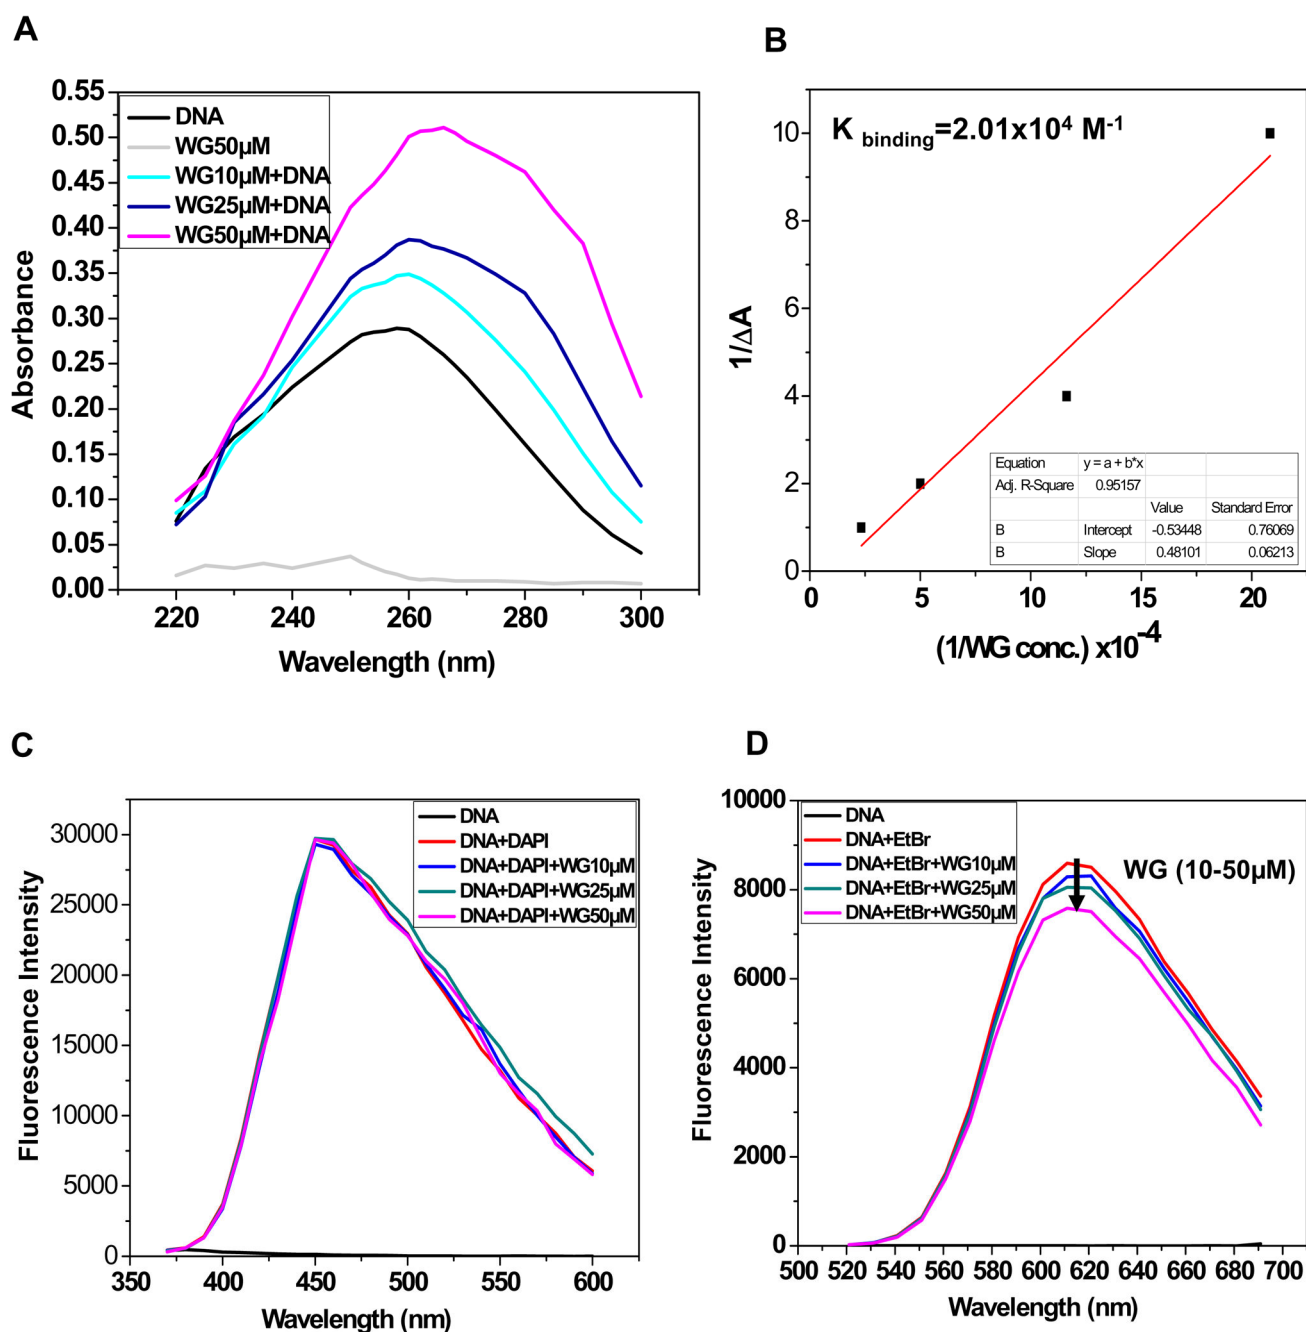 A
0.55
0.50
0.45
0.40
0.35
0.30
0.25
0.20
0.15
0.10
0.05
0.00
Absorbance
DNA
WG50µM
WG10µM+DNA
WG25µM+DNA
WG50µM+DNA
220 240 260 280 300
Wavelength (nm)
B
K binding=2.01x10⁴ M⁻¹
10
8
6
4
2
0
1/ΔA
Equation y = a + b*x
Adj. R-Square 0.95157
Value Standard Error
B Intercept -0.53448 0.76069
B Slope 0.48101 0.06213
0 5 10 15 20
(1/WG conc.) x10⁻⁴
C
30000
25000
20000
15000
10000
5000
0
Fluorescence Intensity
DNA
DNA+DAPI
DNA+DAPI+WG10µM
DNA+DAPI+WG25µM
DNA+DAPI+WG50µM
350 400 450 500 550 600
Wavelength (nm)
D
10000
8000
6000
4000
2000
0
Fluorescence Intensity
DNA
DNA+EtBr
DNA+EtBr+WG10µM
DNA+EtBr+WG25µM
DNA+EtBr+WG50µM
WG (10-50µM)
500 520 540 560 580 600 620 640 660 680 700
Wavelength (nm)